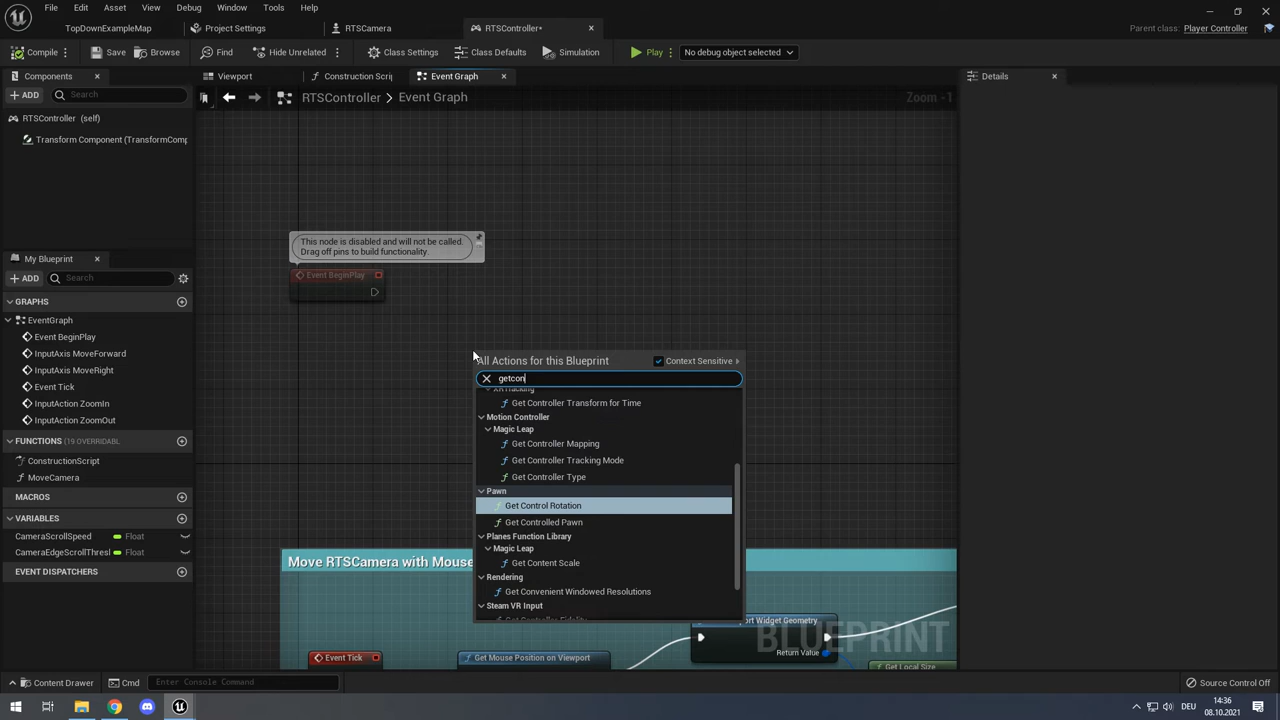 File Edit Asset View Debug Window Tools Help
TopDownExampleMap Project Settings RTSCamera RTSController* Parent class: Player Controller
Compile Save Browse Find Hide Unrelated Class Settings Class Defaults Simulation Play No debug object selected
Components Viewport Construction Scrip Event Graph Details
ADD Search RTSController > Event Graph Zoom -1
RTSController (self)
Transform Component (TransformComp
This node is disabled and will not be called.
Drag off pins to build functionality.
Event BeginPlay
My Blueprint
ADD Search
GRAPHS
EventGraph
Event BeginPlay
InputAxis MoveForward
InputAxis MoveRight
Event Tick
InputAction ZoomIn
InputAction ZoomOut
FUNCTIONS (19 OVERRIDABL
ConstructionScript
MoveCamera
MACROS
VARIABLES
CameraScrollSpeed Float
CameraEdgeScrollThresl Float
EVENT DISPATCHERS
All Actions for this Blueprint Context Sensitive
getcon
Get Controller Transform for Time
Motion Controller
Magic Leap
Get Controller Mapping
Get Controller Tracking Mode
Get Controller Type
Pawn
Get Control Rotation
Get Controlled Pawn
Planes Function Library
Magic Leap
Get Content Scale
Rendering
Get Convenient Windowed Resolutions
Steam VR Input
Move RTSCamera with Mouse
port Widget Geometry
Return Value
Event Tick
Get Mouse Position on Viewport
Get Local Size
BLUEPRINT
Content Drawer Cmd Enter Console Command Source Control Off
DEU 14:36
08.10.2021